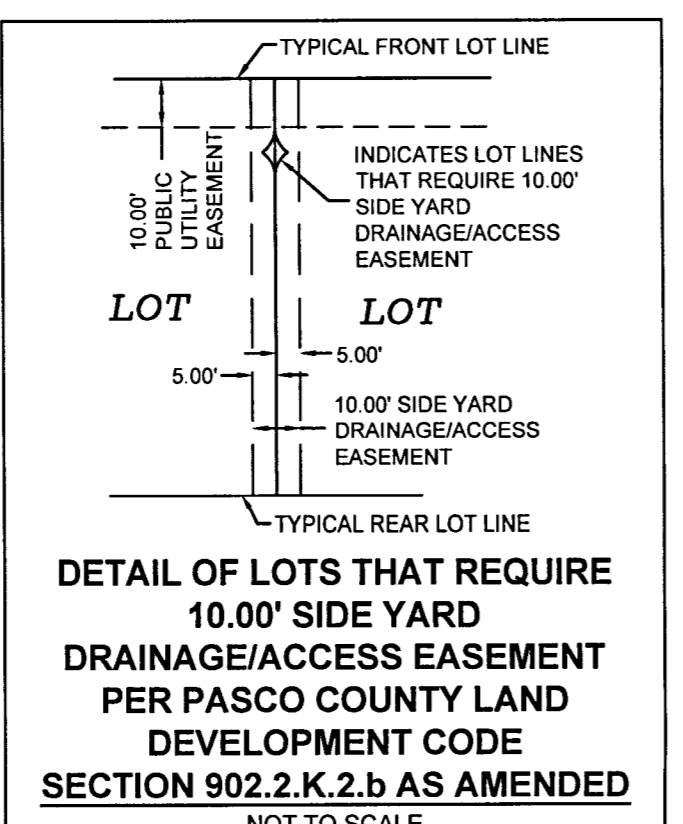 TYPICAL FRONT LOT LINE
10.00'
PUBLIC
UTILITY
EASEMENT
INDICATES LOT LINES
THAT REQUIRE 10.00'
SIDE YARD
DRAINAGE/ACCESS
EASEMENT
LOT
LOT
5.00'
5.00'
10.00' SIDE YARD
DRAINAGE/ACCESS
EASEMENT
TYPICAL REAR LOT LINE
DETAIL OF LOTS THAT REQUIRE
10.00' SIDE YARD
DRAINAGE/ACCESS EASEMENT
PER PASCO COUNTY LAND
DEVELOPMENT CODE
SECTION 902.2.K.2.b AS AMENDED
NOT TO SCALE